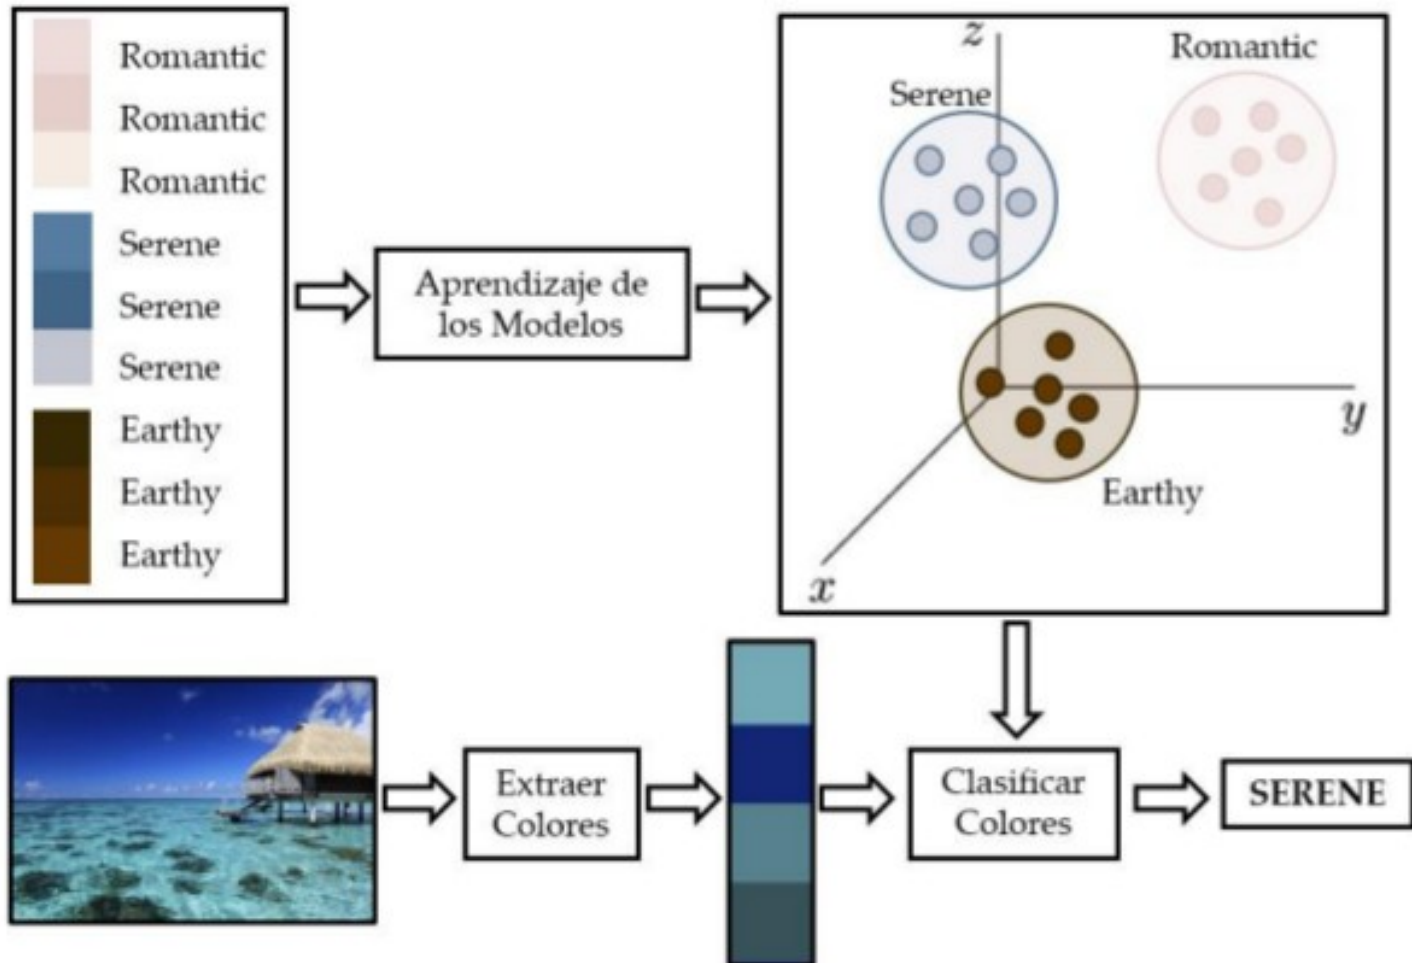 Romantic
Romantic
Romantic
Serene
Serene
Serene
Earthy
Earthy
Earthy
Aprendizaje de
los Modelos
z
Romantic
Serene
y
Earthy
x
Extraer
Colores
Clasificar
Colores
SERENE